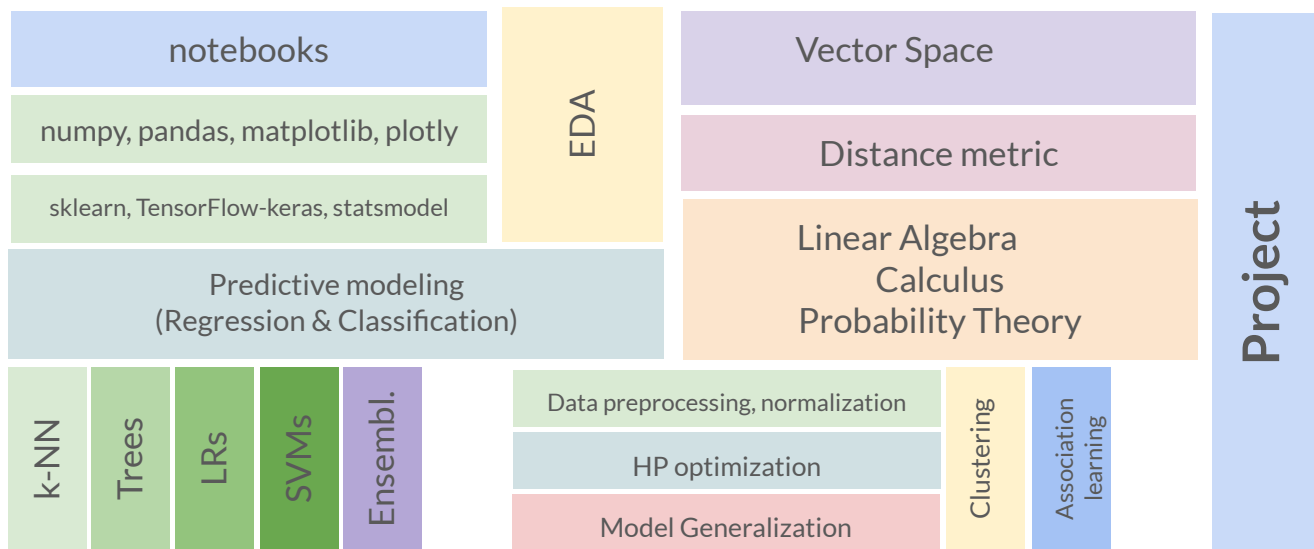 notebooks
numpy, pandas, matplotlib, plotly
sklearn, TensorFlow-keras, statsmodel
EDA
Predictive modeling
(Regression & Classification)
k-NN
Trees
LRs
SVMs
Ensembl.
Vector Space
Distance metric
Linear Algebra
Calculus
Probability Theory
Data preprocessing, normalization
HP optimization
Model Generalization
Clustering
Association
learning
Project